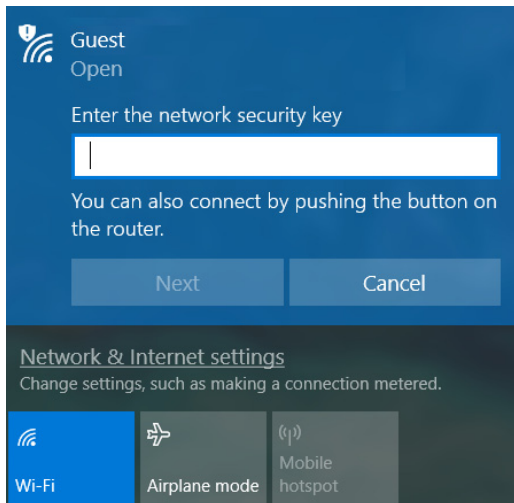 Guest
Open
Enter the network security key
You can also connect by pushing the button on
the router.
Next
Cancel
Network & Internet settings
Change settings, such as making a connection metered.
Wi-Fi
Airplane mode
Mobile
hotspot